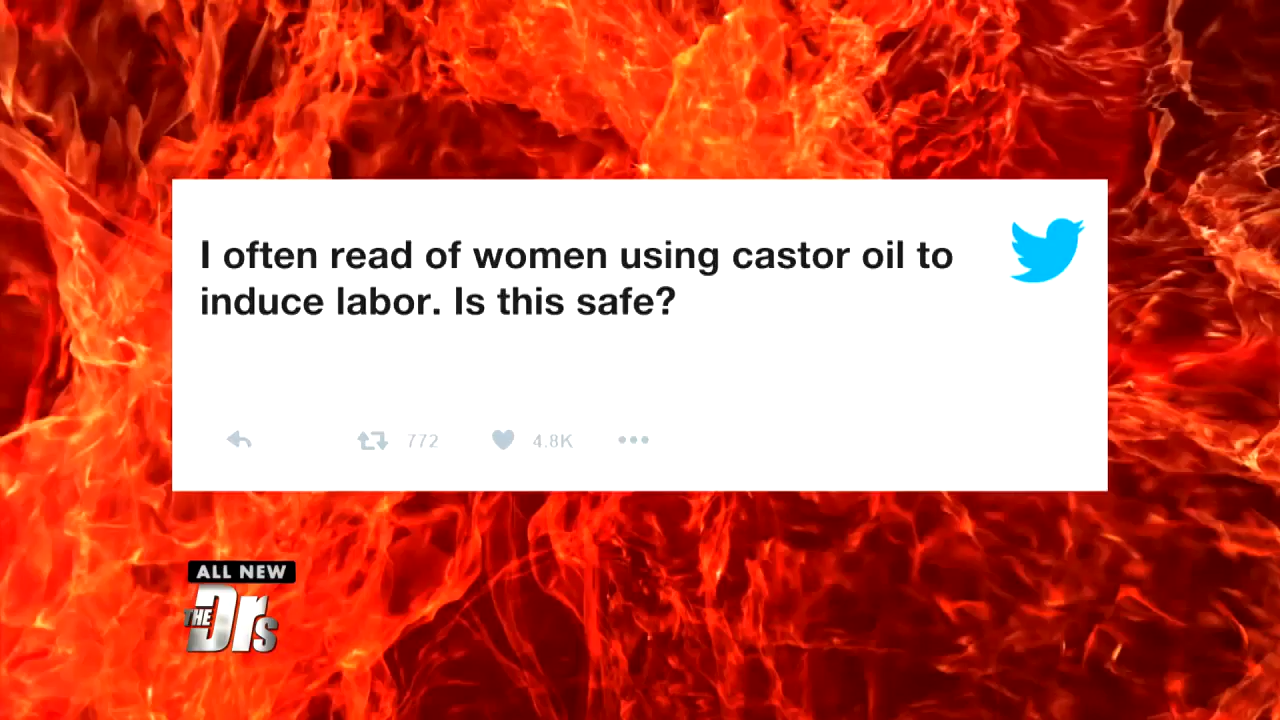 I often read of women using castor oil to
induce labor. Is this safe?
772 4.8K
ALL NEW
THE Drs